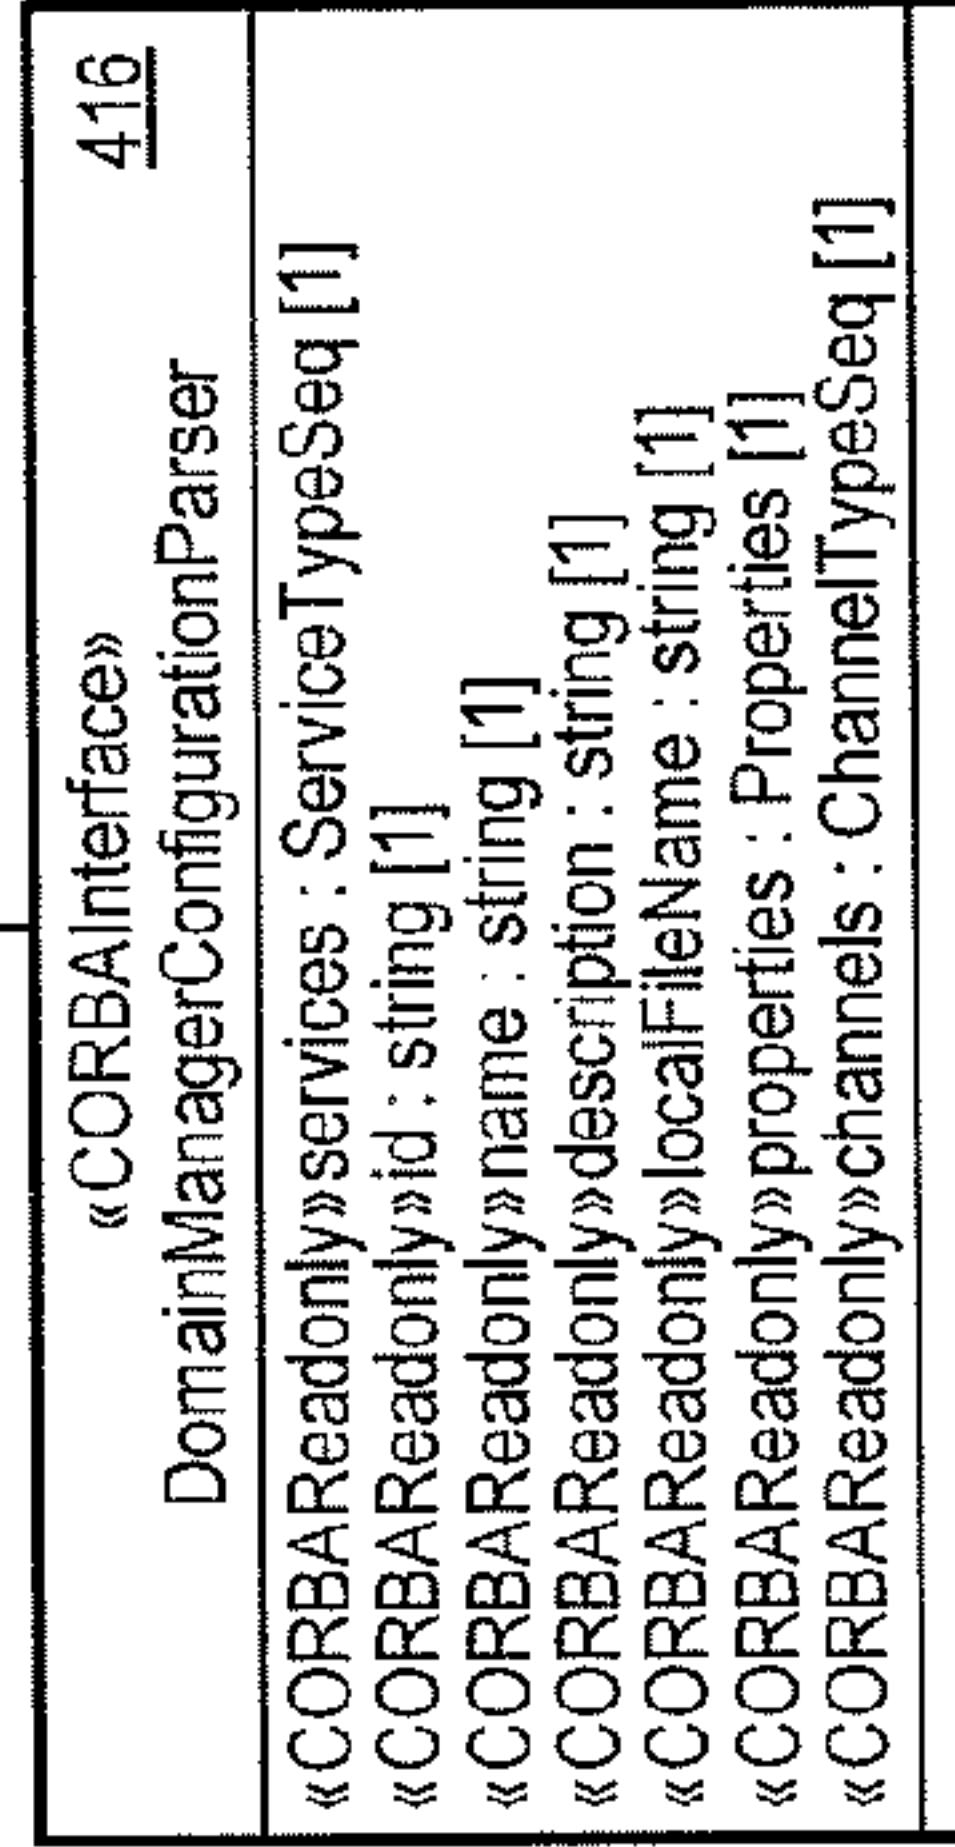 «CORBAInterface»
DomainManagerConfigurationParser
416
«CORBAReadonly»services : ServiceTypeSeq [1]
«CORBAReadonly»id : string [1]
«CORBAReadonly»name : string [1]
«CORBAReadonly»description : string [1]
«CORBAReadonly»localFileName : string [1]
«CORBAReadonly»properties : Properties [1]
«CORBAReadonly»channels : ChannelTypeSeq [1]